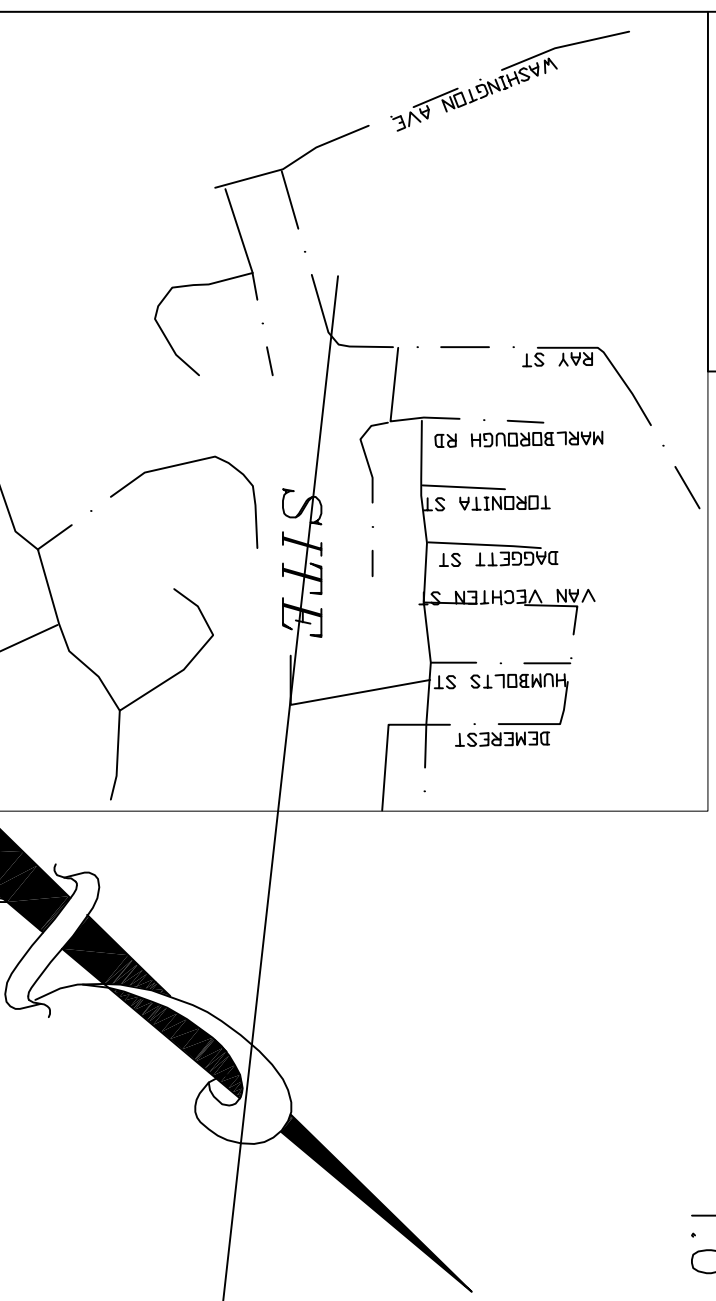 WASHINGTON AVE
RAY ST
MARLBOROUGH RD
TORONITA ST
DAGGETT ST
VAN VECHTEN ST
HUMBOLTS ST
DEMEREST
SITE